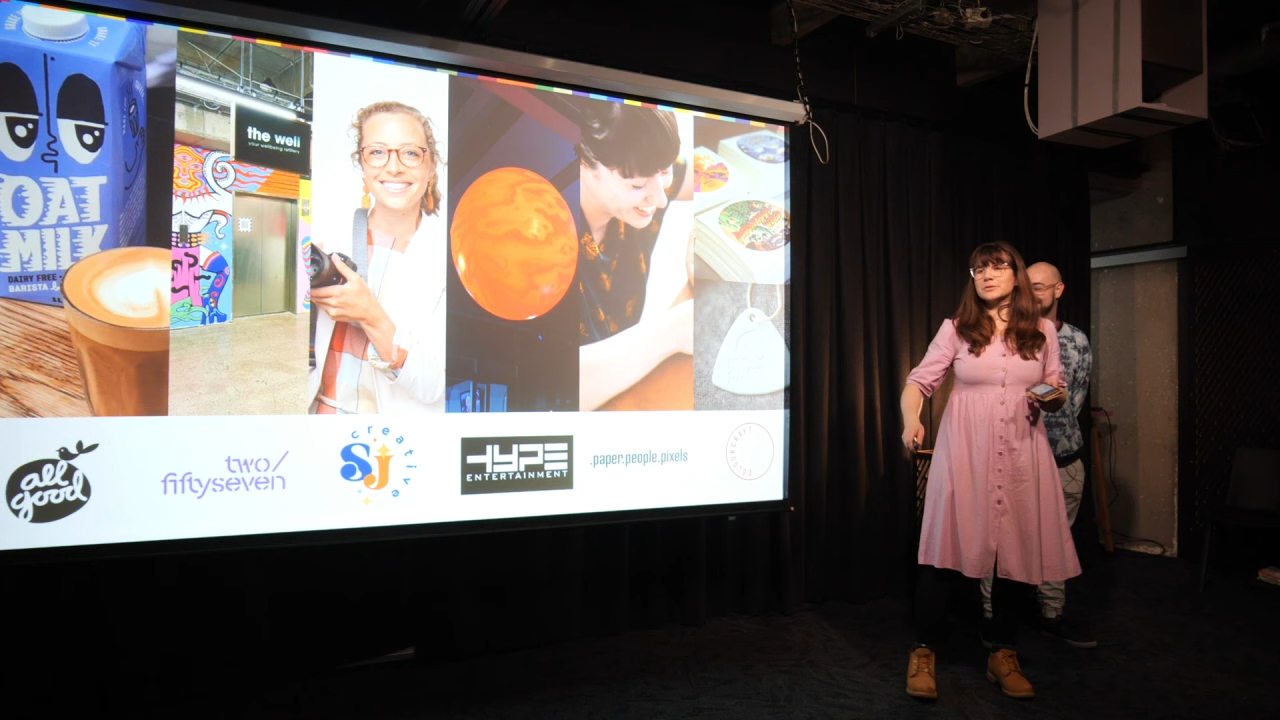 OAT
MILK
DAIRY FREE
BARISTA
the well
all
good
two/
fiftyseven
creative
SJ
HYPE
ENTERTAINMENT
.paper.people.pixels